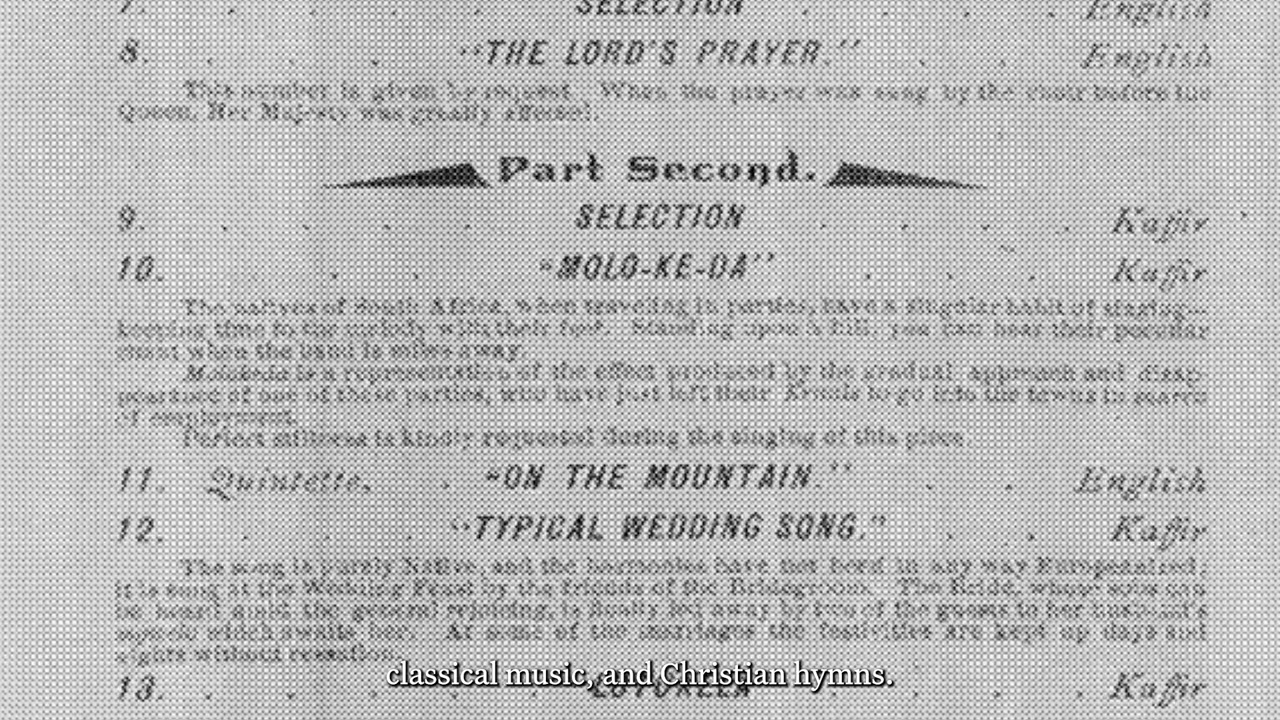 7. SELECTION English
8. "THE LORD'S PRAYER." English
This number is given by request. When the prayer was sung by the choir before the
Queen, Her Majesty was greatly affected.
Part Second.
9. SELECTION Kaffir
10. "MOLO-KE-DA" Kaffir
The natives of South Africa, when traveling in parties, have a singular habit of singing—
keeping time to the melody with their feet. Standing upon a hill, you can hear their peculiar
chant when the band is miles away.
is a representation of the effect produced by the gradual approach and disap-
pearance of one of these parties, who have just left their Kraals to go into the towns in search
of employment.
Perfect stillness is kindly requested during the singing of this piece.
11. Quintette. "ON THE MOUNTAIN." English
12. "TYPICAL WEDDING SONG." Kaffir
The song is purely Native, and the harmonies have not been in any way Europeanised.
It is sung at the Wedding Feast by the friends of the Bridegroom. The Bride, whose sobs can
be heard amid the general rejoicing, is finally led away by two of the guests to her husband's
which awaits her. At some of the marriages the festivities are kept up days and
nights without cessation.
13. Kaffir
classical music, and Christian hymns.